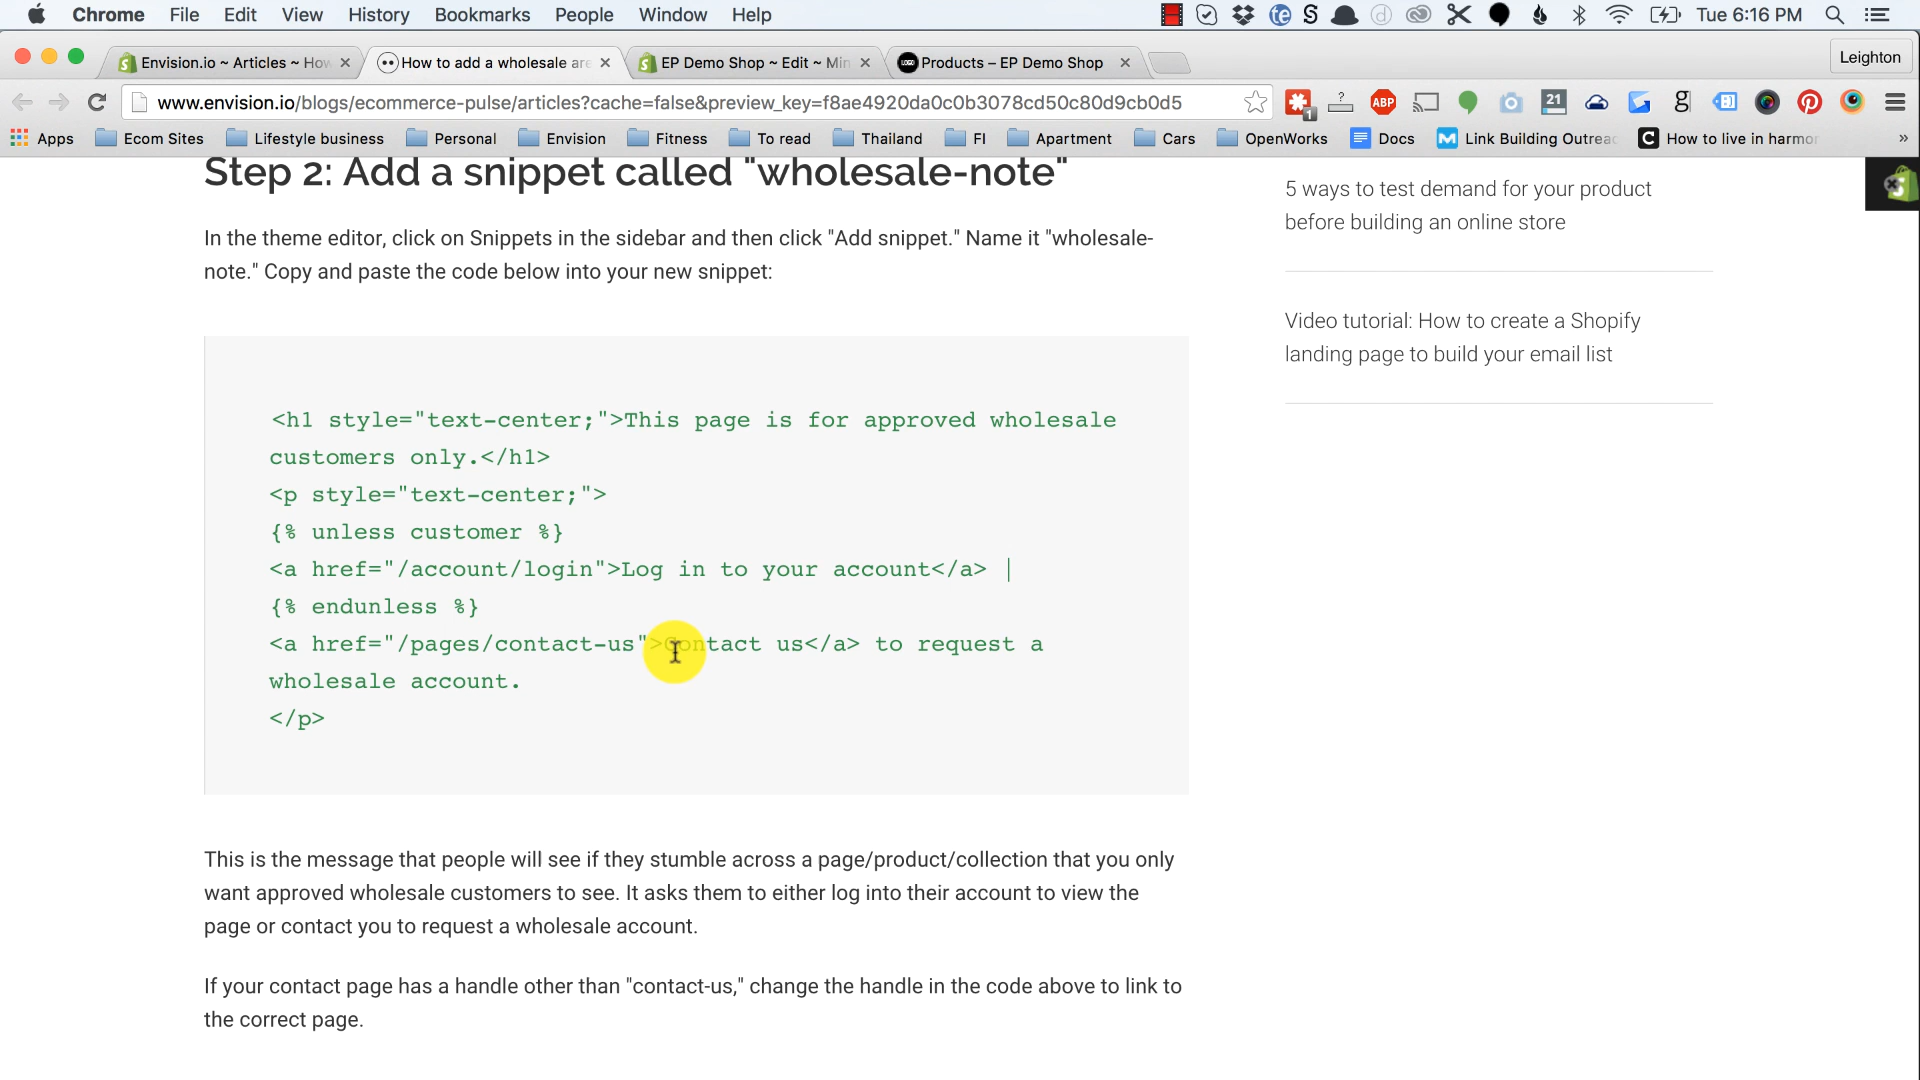 Chrome File Edit View History Bookmarks People Window Help Tue 6:16 PM
Envision.io ~ Articles ~ How
How to add a wholesale are
EP Demo Shop ~ Edit ~ Min
Products – EP Demo Shop
Leighton
www.envision.io/blogs/ecommerce-pulse/articles?cache=false&preview_key=f8ae4920da0c0b3078cd50c80d9cb0d5
Apps Ecom Sites Lifestyle business Personal Envision Fitness To read Thailand FI Apartment Cars OpenWorks Docs Link Building Outreac How to live in harmor »
Step 2: Add a snippet called "wholesale-note"
In the theme editor, click on Snippets in the sidebar and then click "Add snippet." Name it "wholesale-
note." Copy and paste the code below into your new snippet:
<h1 style="text-center;">This page is for approved wholesale
customers only.</h1>
<p style="text-center;">
{% unless customer %}
<a href="/account/login">Log in to your account</a> |
{% endunless %}
<a href="/pages/contact-us">Contact us</a> to request a
wholesale account.
</p>
This is the message that people will see if they stumble across a page/product/collection that you only
want approved wholesale customers to see. It asks them to either log into their account to view the
page or contact you to request a wholesale account.
If your contact page has a handle other than "contact-us," change the handle in the code above to link to
the correct page.
5 ways to test demand for your product
before building an online store
Video tutorial: How to create a Shopify
landing page to build your email list